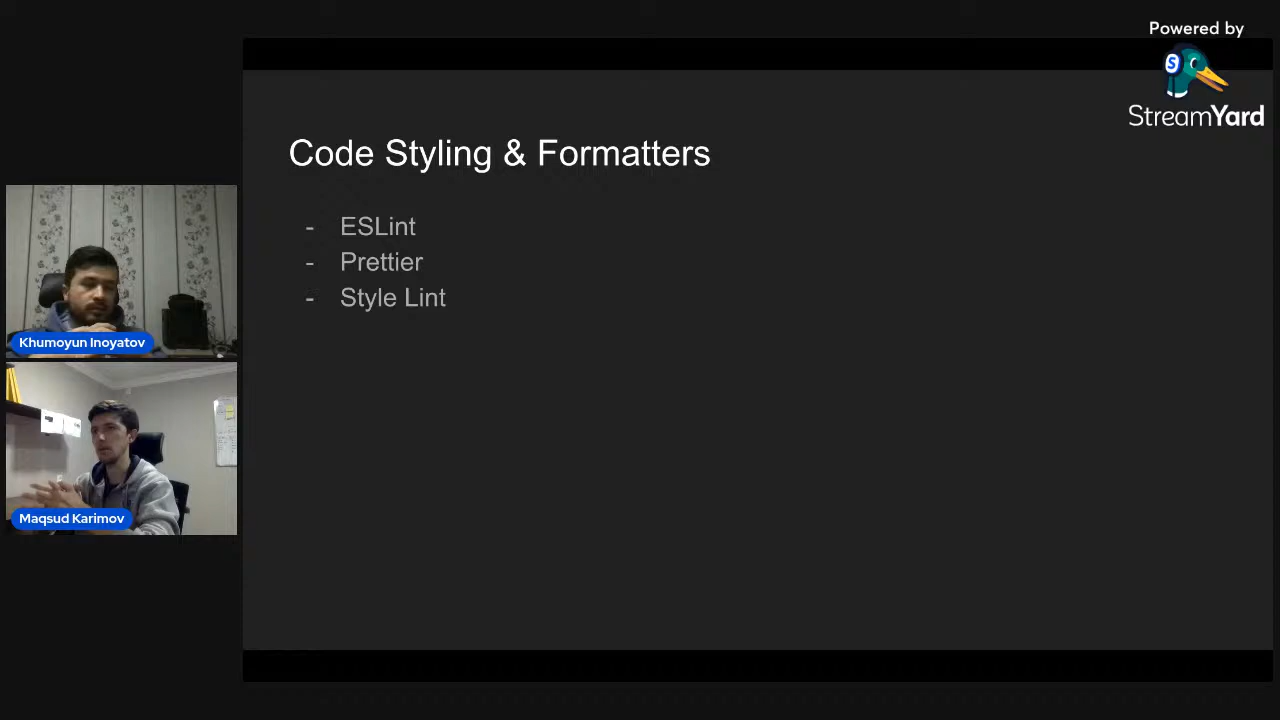 Powered by
S
StreamYard
Code Styling & Formatters
- ESLint
- Prettier
- Style Lint
Khumoyun Inoyatov
Maqsud Karimov